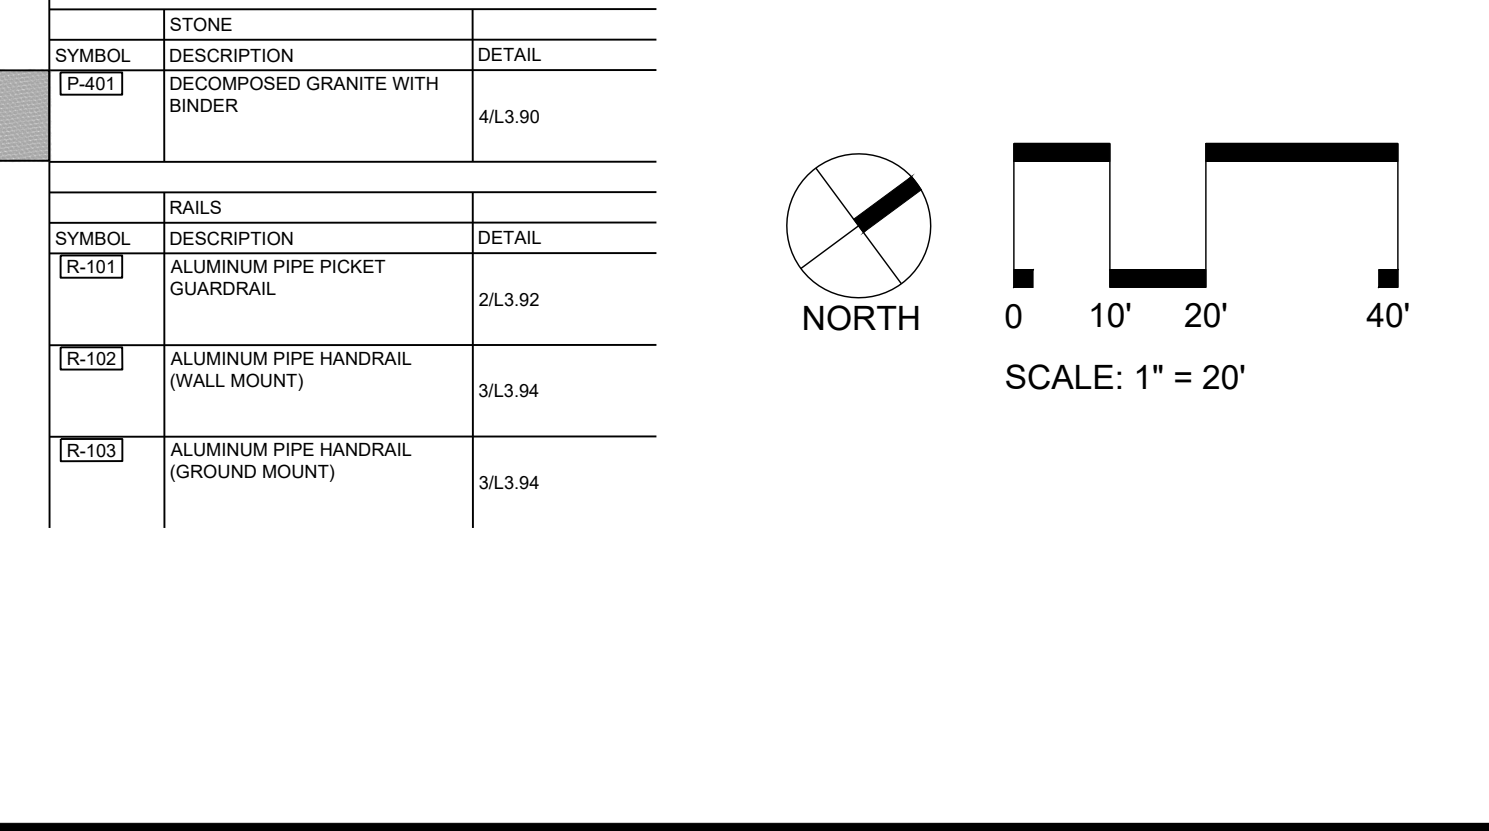 STONE
SYMBOL DESCRIPTION DETAIL
P-401 DECOMPOSED GRANITE WITH
BINDER
4/L3.90
RAILS
SYMBOL DESCRIPTION DETAIL
R-101 ALUMINUM PIPE PICKET
GUARDRAIL
2/L3.92
R-102 ALUMINUM PIPE HANDRAIL
(WALL MOUNT)
3/L3.94
R-103 ALUMINUM PIPE HANDRAIL
(GROUND MOUNT)
3/L3.94
NORTH
0 10' 20' 40'
SCALE: 1" = 20'